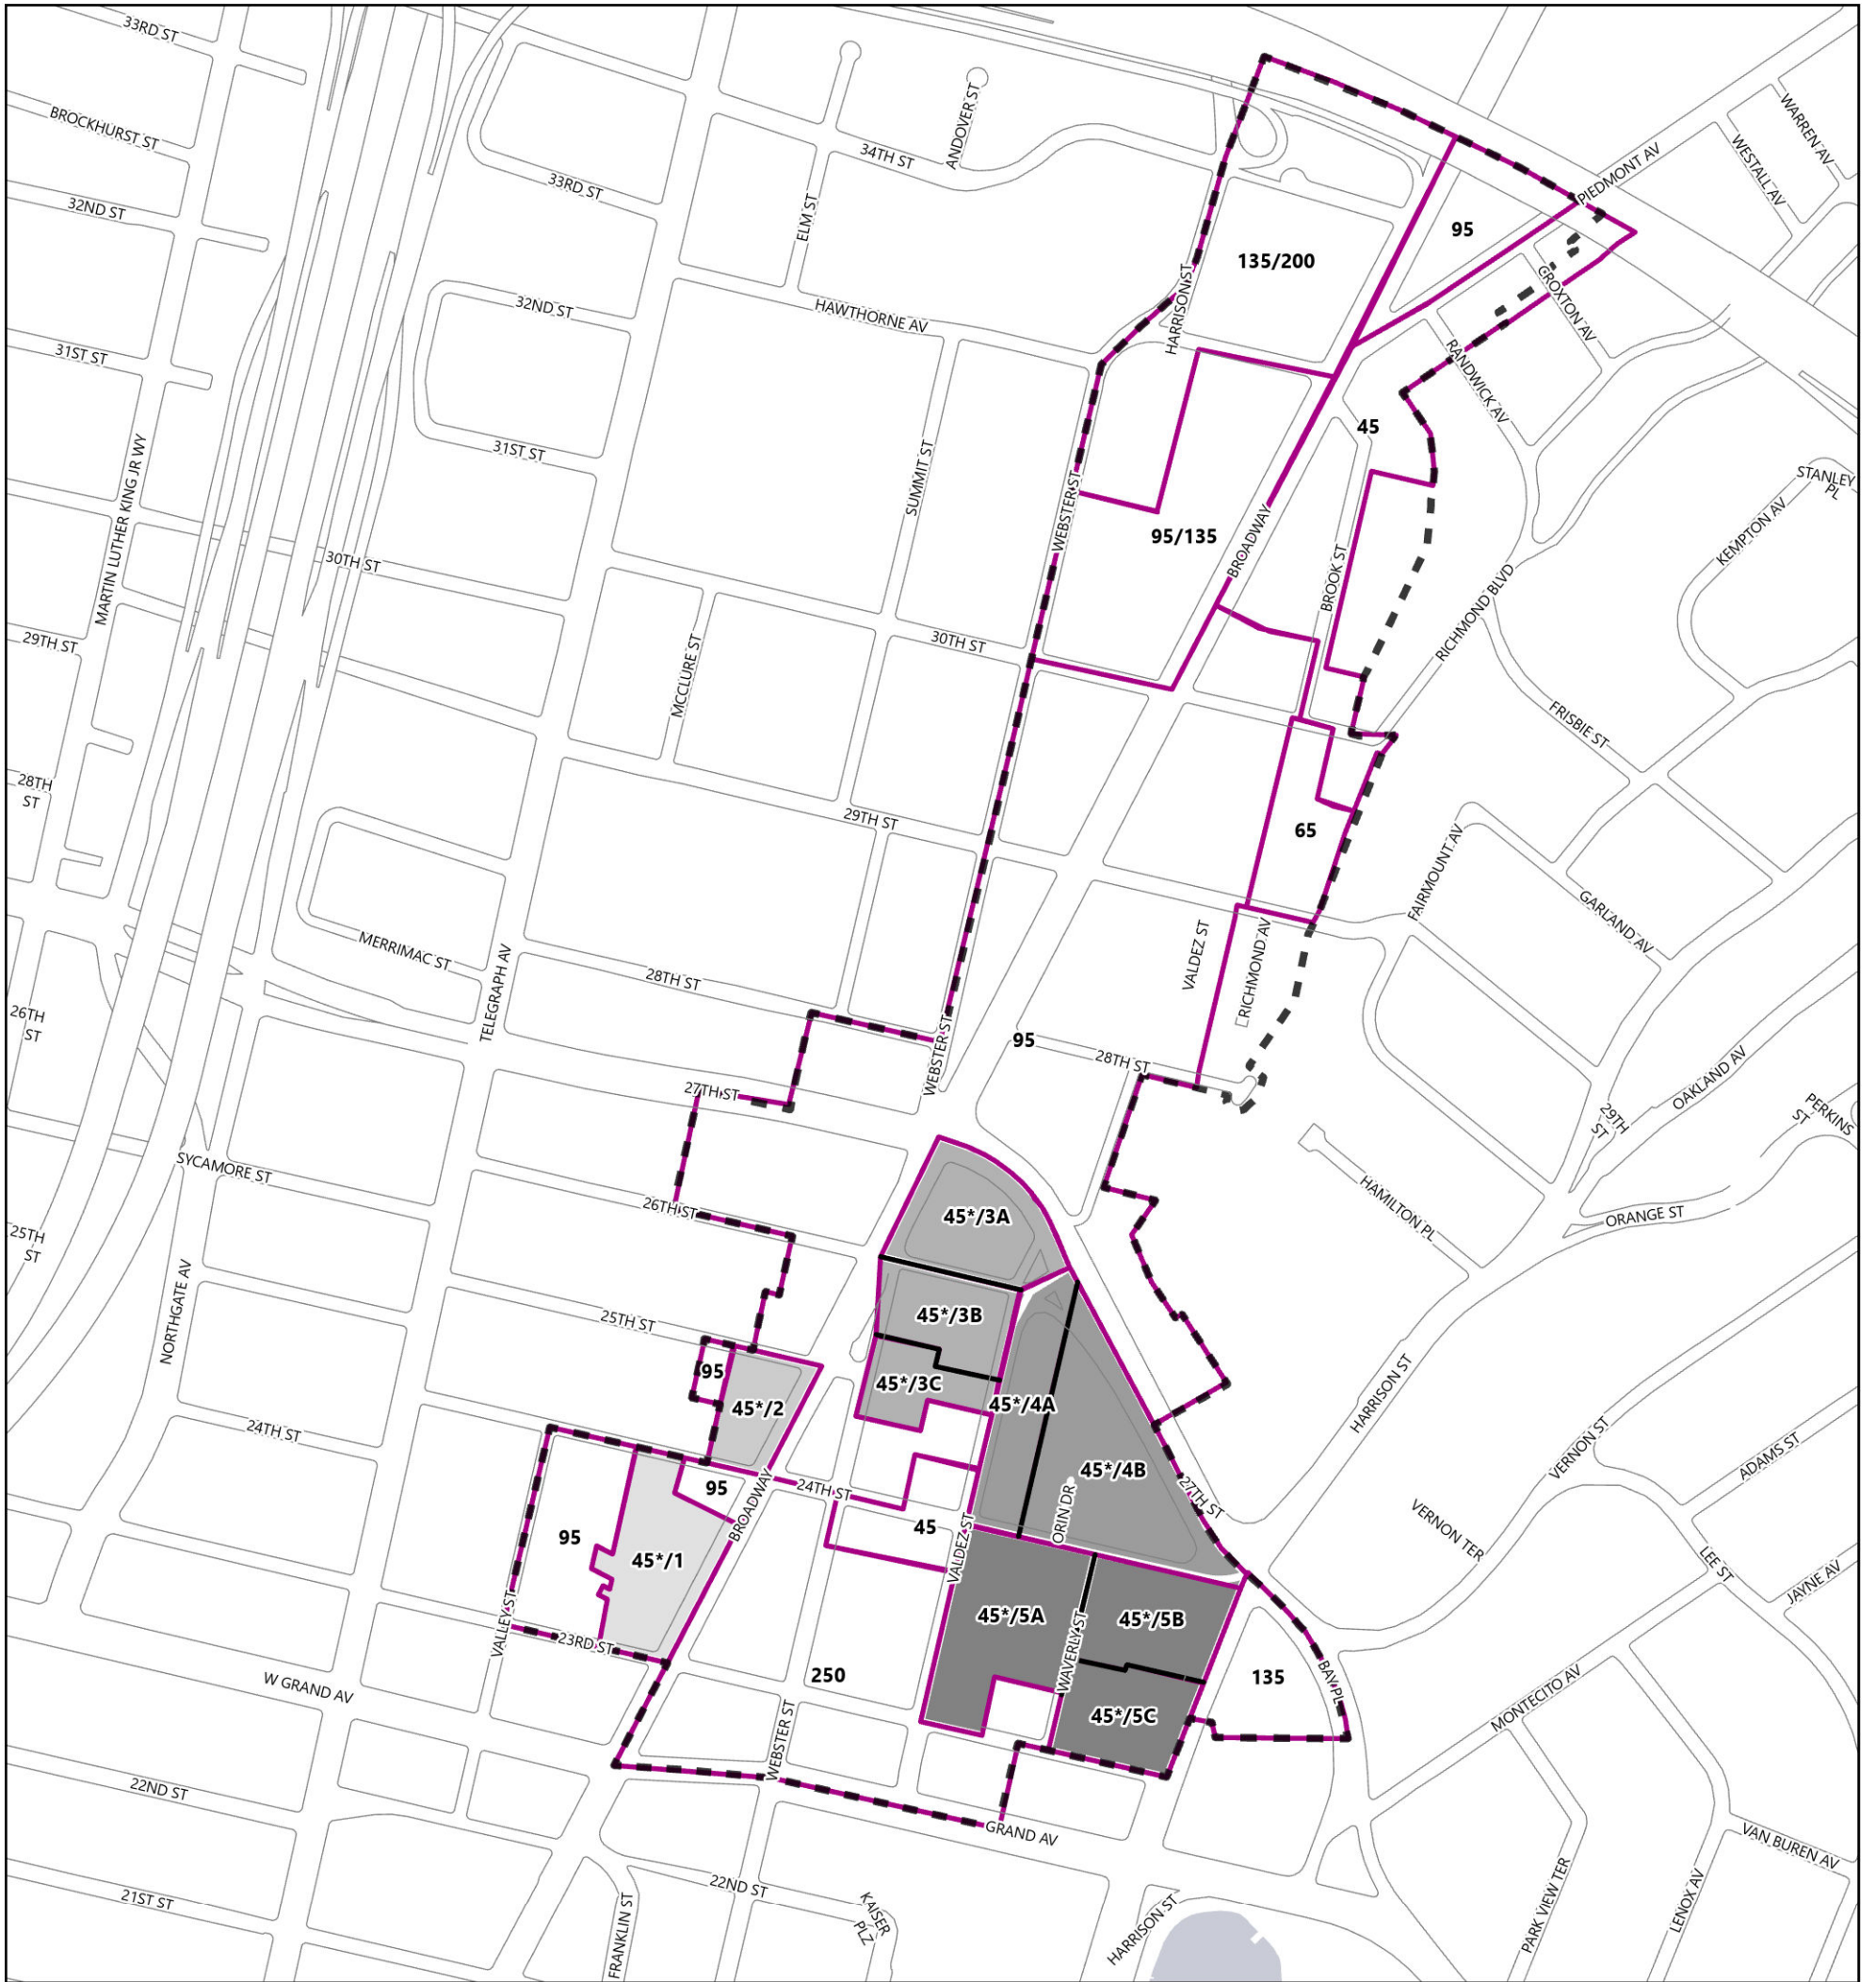 33RD ST
BROCKHURST ST
32ND ST
33RD ST
34TH ST
ANDOVER ST
ELM ST
PIEDMONT AV
WARREN AV
WESTALL AV
95
135/200
CROXTON AV
HARRISON ST
HAWTHORNE AV
32ND ST
31ST ST
RANDWICK AV
45
31ST ST
MARTIN LUTHER KING JR WY
SUMMIT ST
WEBSTER ST
STANLEY
PL
KEMPTON AV
95/135
BROADWAY
30TH ST
BROOK ST
RICHMOND BLVD
29TH ST
30TH ST
MCCLURE ST
FRISBIE ST
28TH
ST
29TH ST
65
FAIRMOUNT AV
GARLAND AV
MERRIMAC ST
TELEGRAPH AV
28TH ST
VALDEZ ST
RICHMOND AV
26TH
ST
95
28TH ST
WEBSTER ST
27TH ST
OAKLAND AV
29TH
ST
PERKINS
ST
SYCAMORE ST
26TH ST
HAMILTON PL
ORANGE ST
25TH
ST
45*/3A
NORTHGATE AV
25TH ST
45*/3B
95
45*/3C
45*/2
45*/4A
HARRISON ST
24TH ST
VERNON ST
ADAMS ST
45*/4B
95
24TH ST
BROADWAY
27TH ST
ORIN DR
45
VALDEZ ST
VERNON TER
95
45*/1
LEE ST
JAYNE AV
VALLEY ST
23RD ST
45*/5A
WAVERLY ST
45*/5B
250
135
BAY PL
W GRAND AV
WEBSTER ST
45*/5C
MONTECITO AV
22ND ST
GRAND AV
VAN BUREN AV
21ST ST
FRANKLIN ST
22ND ST
KAISER
PLZ
HARRISON ST
PARK VIEW TER
LENOX AV